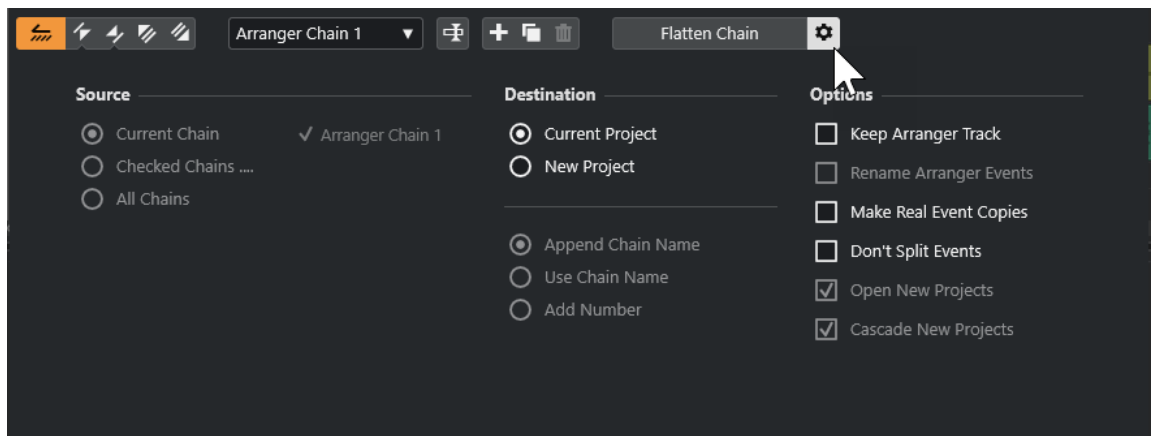 Arranger Chain 1
Flatten Chain
Source
Current Chain
Arranger Chain 1
Checked Chains ....
All Chains
Destination
Current Project
New Project
Append Chain Name
Use Chain Name
Add Number
Options
Keep Arranger Track
Rename Arranger Events
Make Real Event Copies
Don't Split Events
Open New Projects
Cascade New Projects